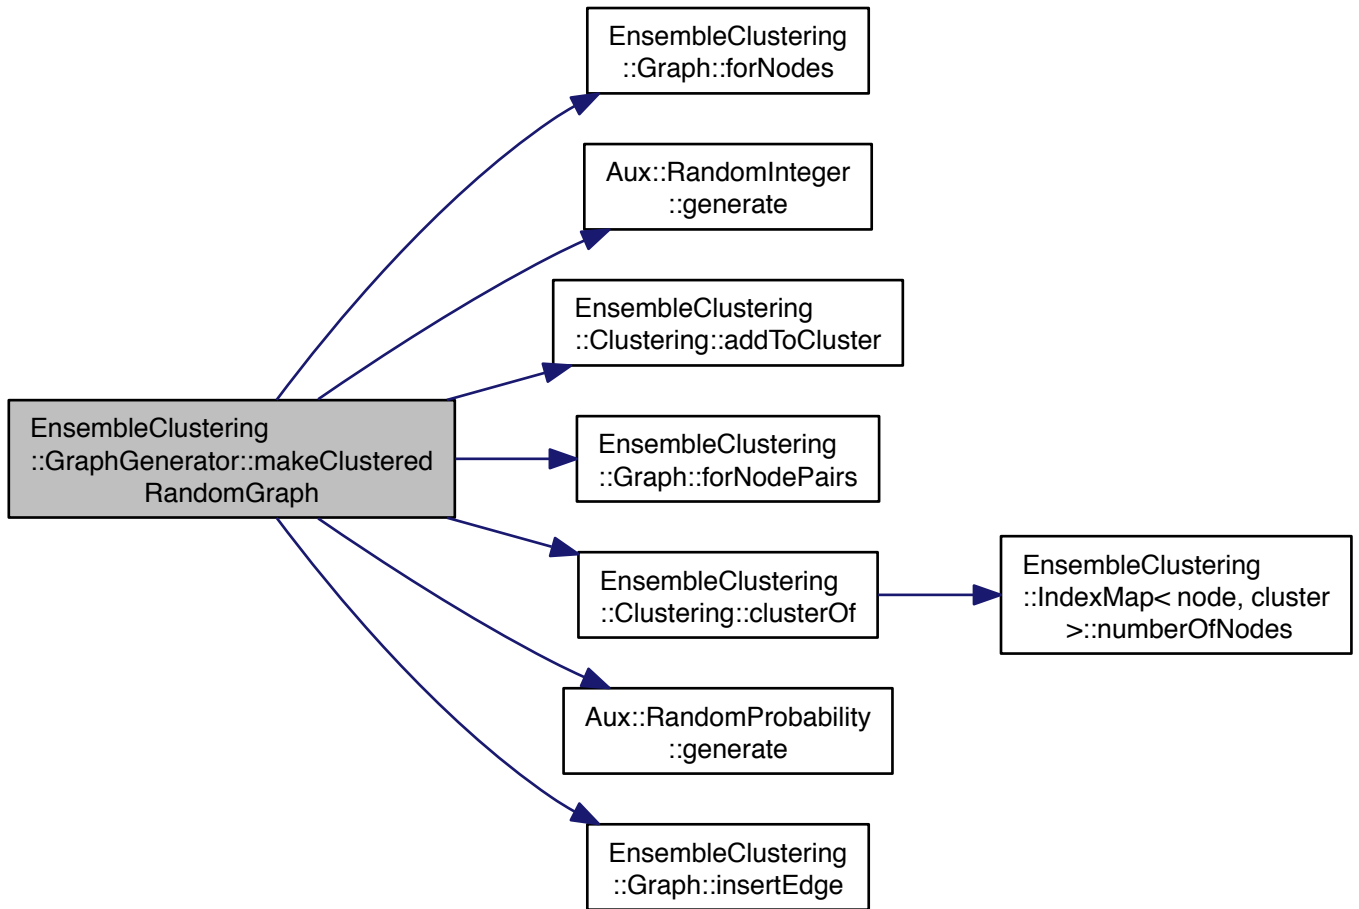 EnsembleClustering
::Graph::forNodes
Aux::RandomInteger
::generate
EnsembleClustering
::Clustering::addToCluster
EnsembleClustering
::GraphGenerator::makeClustered
RandomGraph
EnsembleClustering
::Graph::forNodePairs
EnsembleClustering
::Clustering::clusterOf
EnsembleClustering
::IndexMap< node, cluster
>::numberOfNodes
Aux::RandomProbability
::generate
EnsembleClustering
::Graph::insertEdge